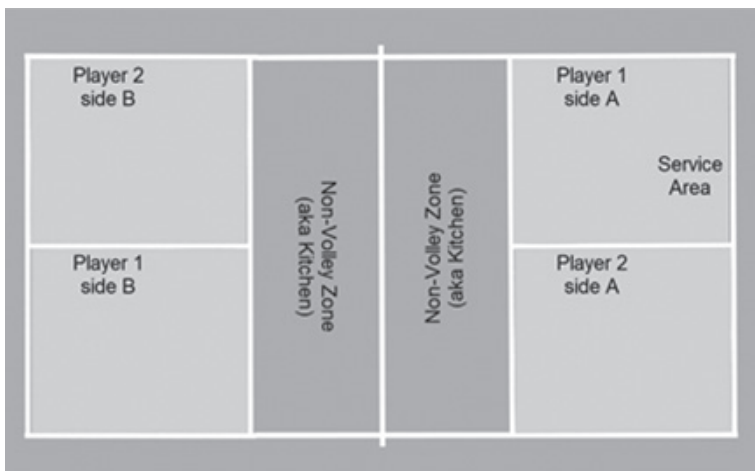 Player 2
side B
Player 1
side A
Service
Area
Non-Volley Zone
(aka Kitchen)
Non-Volley Zone
(aka Kitchen)
Player 1
side B
Player 2
side A